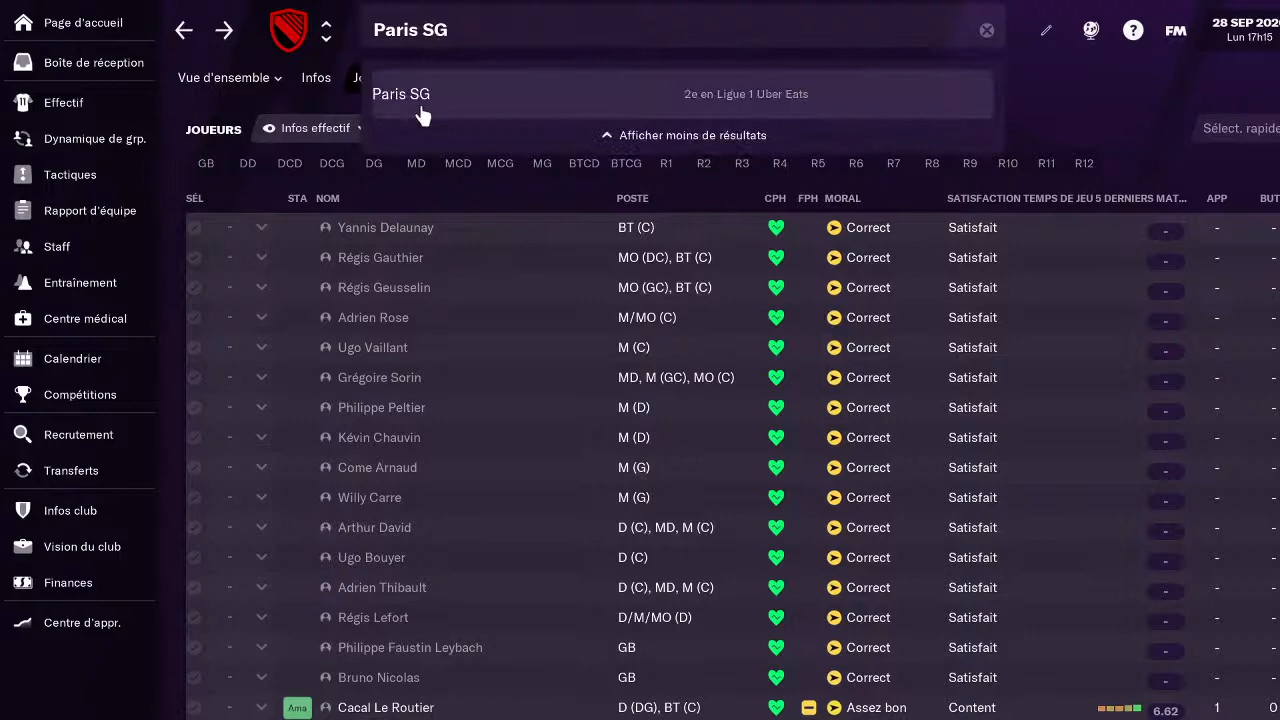 Page d'accueil
Boîte de réception
11
Effectif
Dynamique de grp.
Tactiques
Rapport d'équipe
Staff
Entraînement
Centre médical
Calendrier
Compétitions
Recrutement
Transferts
Infos club
Vision du club
Finances
Centre d'appr.
Paris SG
?
FM
28 SEP 202
Lun 17h15
Vue d'ensemble
Infos
Paris SG
2e en Ligue 1 Uber Eats
Afficher moins de résultats
JOUEURS
Infos effectif
Sélect. rapide
GB DD DCD DCG DG MD MCD MCG MG BTCD BTCG R1 R2 R3 R4 R5 R6 R7 R8 R9 R10 R11 R12
SÉL STA NOM POSTE CPH FPH MORAL SATISFACTION TEMPS DE JEU 5 DERNIERS MAT... APP BUT
- Yannis Delaunay BT (C) Correct Satisfait - -
- Régis Gauthier MO (DC), BT (C) Correct Satisfait - -
- Régis Geusselin MO (GC), BT (C) Correct Satisfait - -
- Adrien Rose M/MO (C) Correct Satisfait - -
- Ugo Vaillant M (C) Correct Satisfait - -
- Grégoire Sorin MD, M (GC), MO (C) Correct Satisfait - -
- Philippe Peltier M (D) Correct Satisfait - -
- Kévin Chauvin M (D) Correct Satisfait - -
- Come Arnaud M (G) Correct Satisfait - -
- Willy Carre M (G) Correct Satisfait - -
- Arthur David D (C), MD, M (C) Correct Satisfait - -
- Ugo Bouyer D (C) Correct Satisfait - -
- Adrien Thibault D (C), MD, M (C) Correct Satisfait - -
- Régis Lefort D/M/MO (D) Correct Satisfait - -
- Philippe Faustin Leybach GB Correct Satisfait - -
- Bruno Nicolas GB Correct Satisfait - -
Ama Cacal Le Routier D (DG), BT (C) Assez bon Content 6.62 1 0